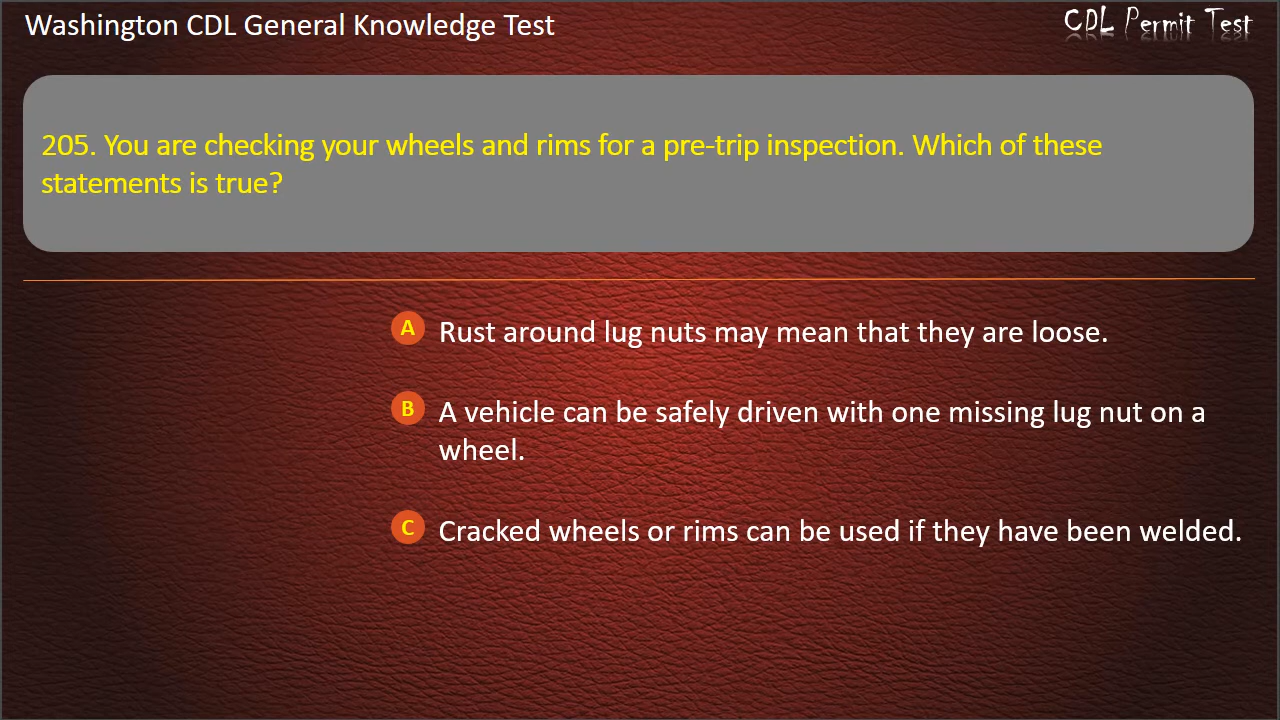 Washington CDL General Knowledge Test
CDL Permit Test
205. You are checking your wheels and rims for a pre-trip inspection. Which of these
statements is true?
A Rust around lug nuts may mean that they are loose.
B A vehicle can be safely driven with one missing lug nut on a
wheel.
C Cracked wheels or rims can be used if they have been welded.